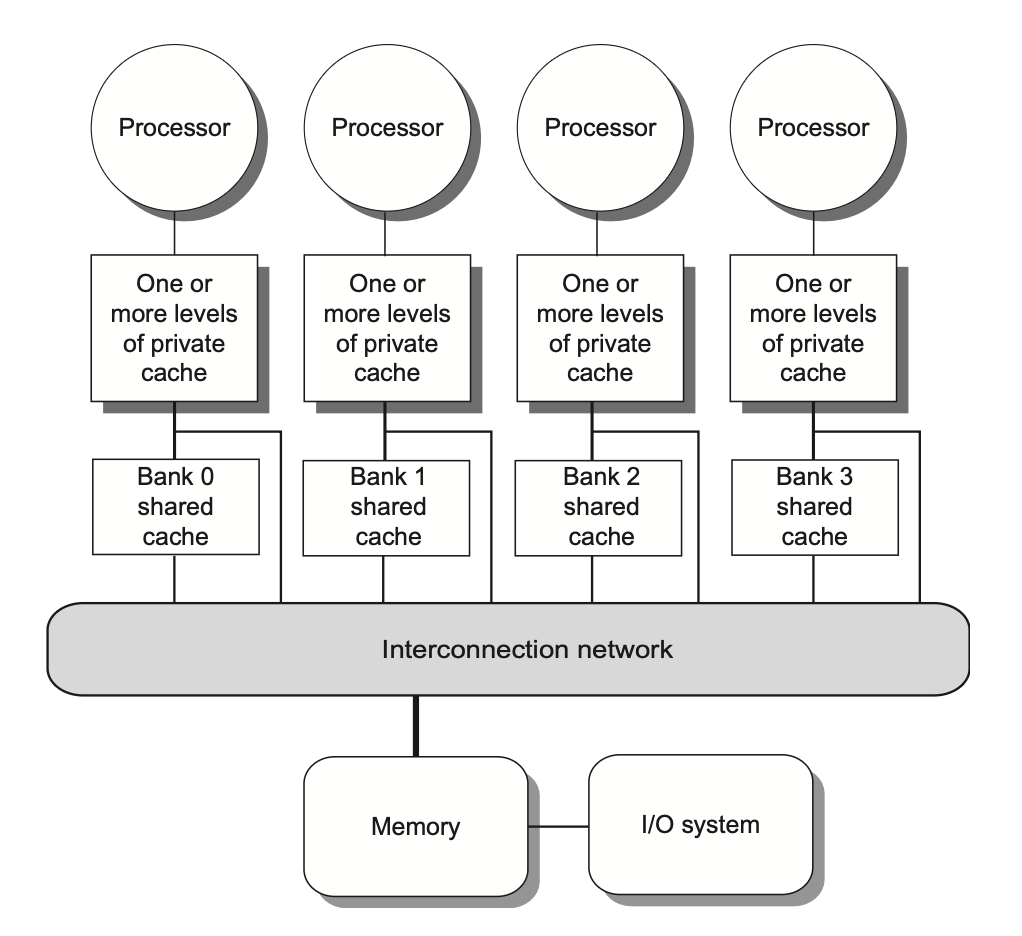 Processor
Processor
Processor
Processor
One or
more levels
of private
cache
One or
more levels
of private
cache
One or
more levels
of private
cache
One or
more levels
of private
cache
Bank 0
shared
cache
Bank 1
shared
cache
Bank 2
shared
cache
Bank 3
shared
cache
Interconnection network
Memory
I/O system